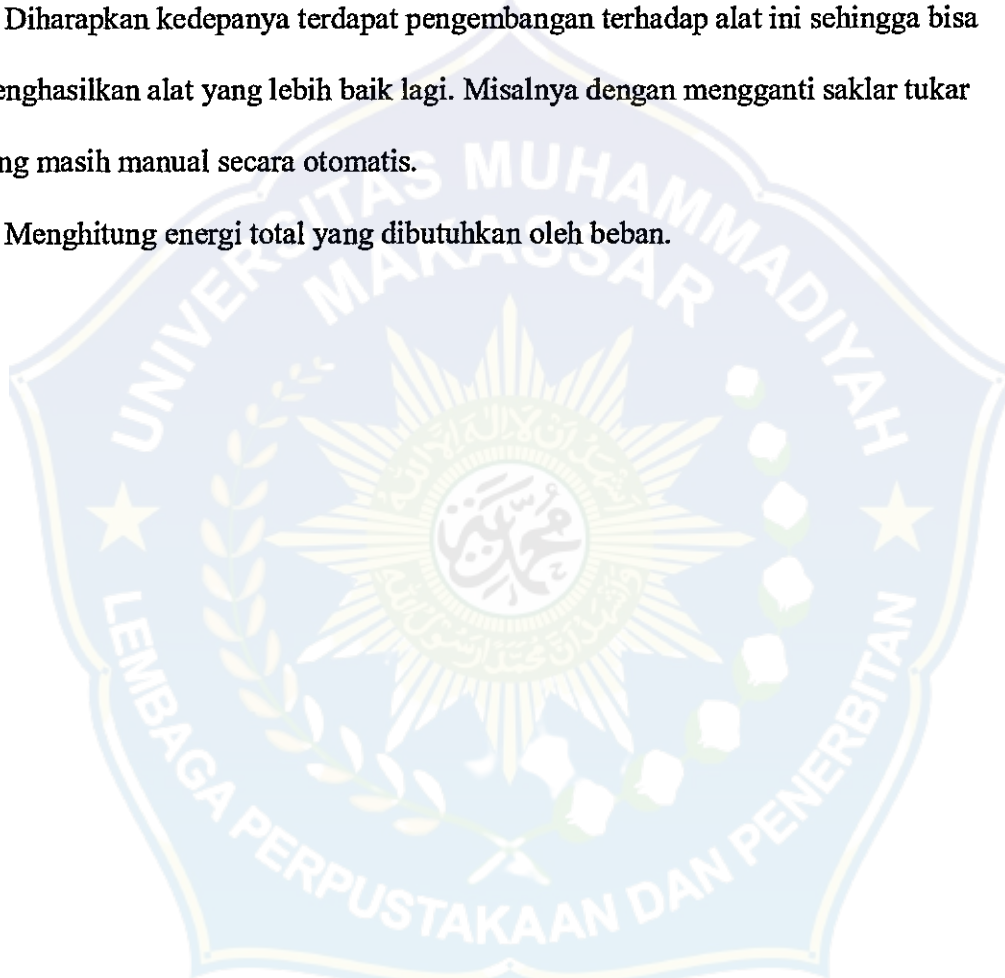 Diharapkan kedepanya terdapat pengembangan terhadap alat ini sehingga bisa
enghasilkan alat yang lebih baik lagi. Misalnya dengan mengganti saklar tukar
ng masih manual secara otomatis.
Menghitung energi total yang dibutuhkan oleh beban.
UNIVERSITAS MUHAMMADIYAH
MAKASSAR
محمدية
LEMBAGA PERPUSTAKAAN DAN PENERBITAN